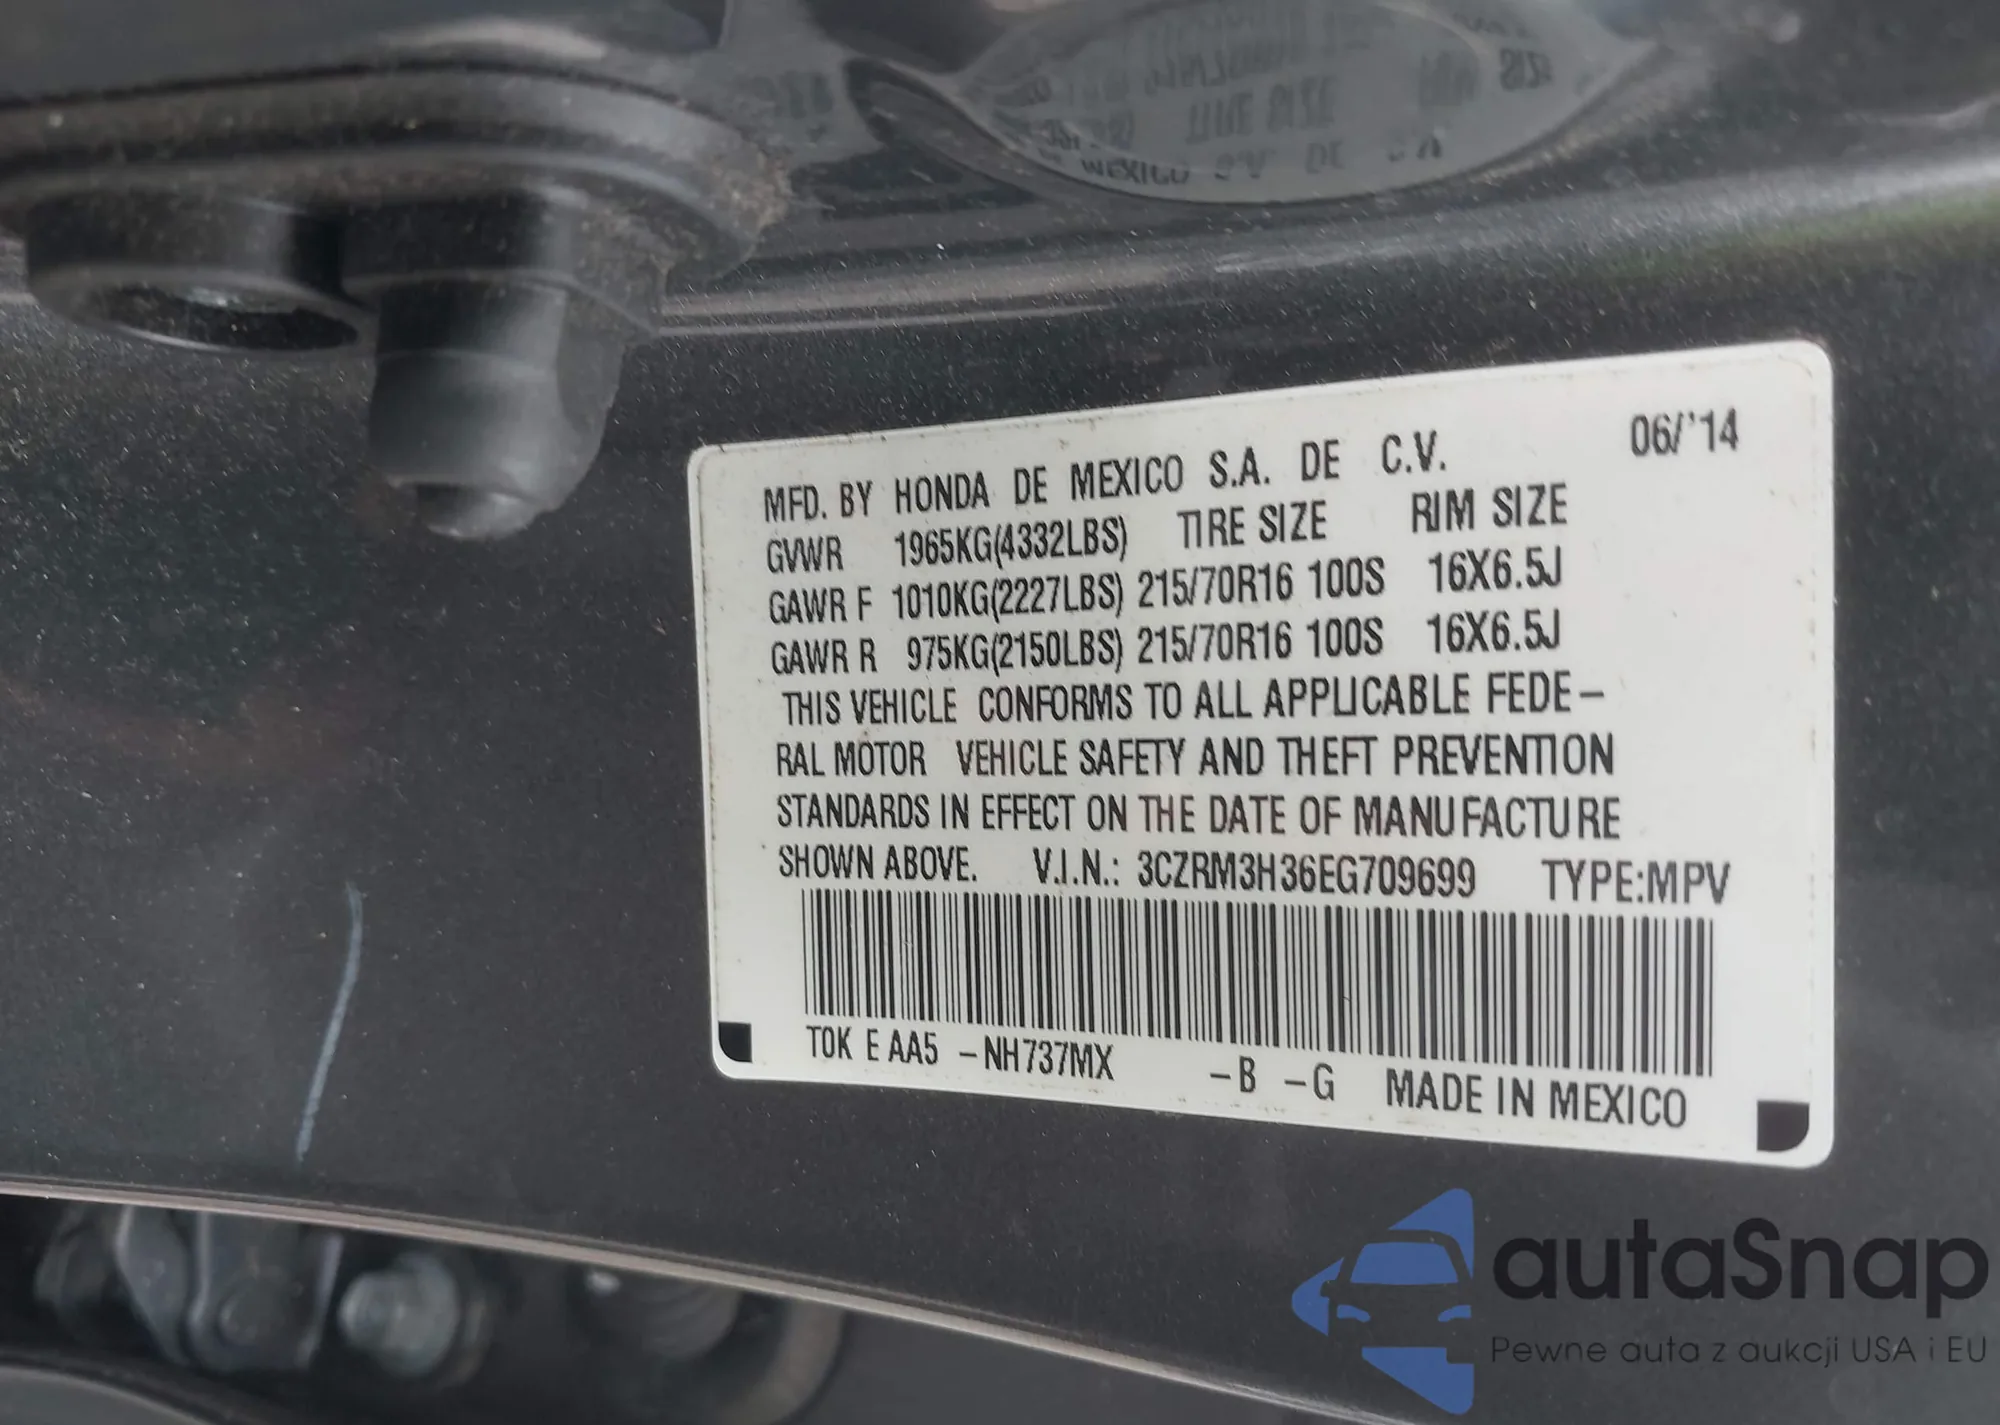 06/'14
MFD. BY HONDA DE MEXICO S.A. DE C.V.
GVWR 1965KG(4332LBS) TIRE SIZE RIM SIZE
GAWR F 1010KG(2227LBS) 215/70R16 100S 16X6.5J
GAWR R 975KG(2150LBS) 215/70R16 100S 16X6.5J
THIS VEHICLE CONFORMS TO ALL APPLICABLE FEDE–
RAL MOTOR VEHICLE SAFETY AND THEFT PREVENTION
STANDARDS IN EFFECT ON THE DATE OF MANUFACTURE
SHOWN ABOVE. V.I.N.: 3CZRM3H36EG709699 TYPE:MPV
T0K E AA5 –NH737MX –B –G MADE IN MEXICO
autaSnap
Pewne auta z aukcji USA i EU